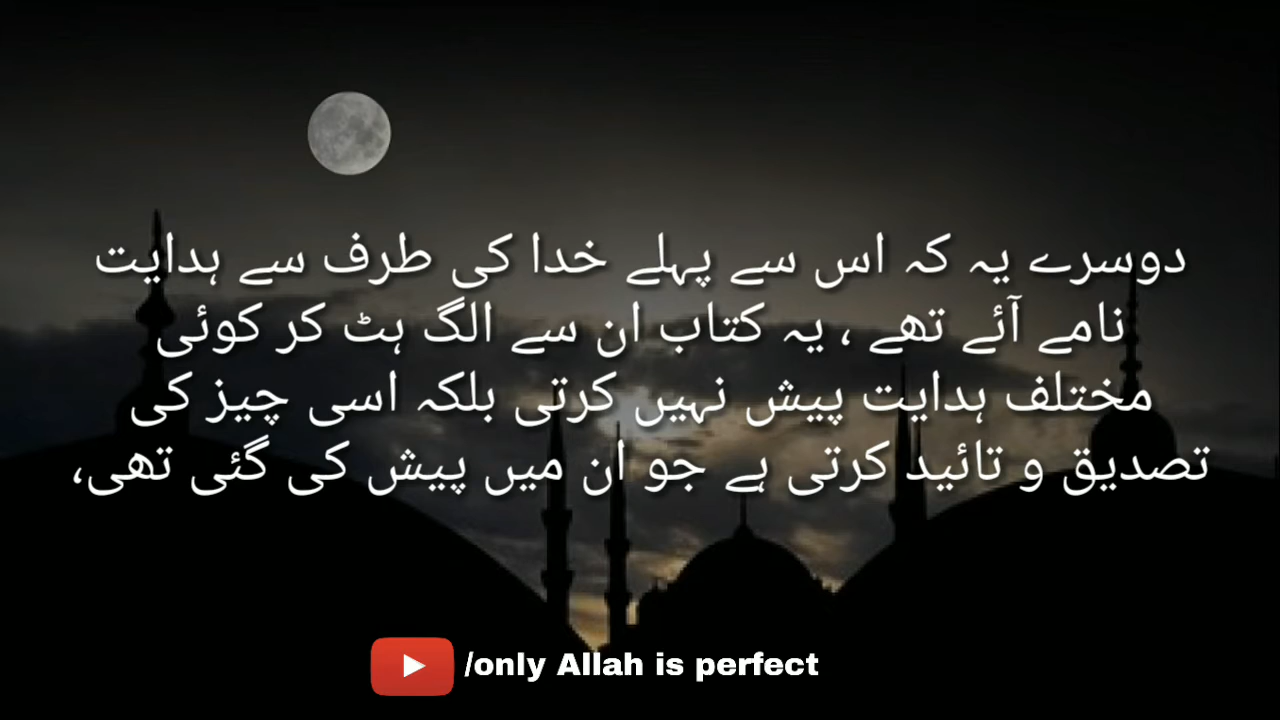 دوسرے یہ کہ اس سے پہلے خدا کی طرف سے ہدایت
نامے آئے تھے ، یہ کتاب ان سے الگ ہٹ کر کوئی
مختلف ہدایت پیش نہیں کرتی بلکہ اسی چیز کی
تصدیق و تائید کرتی ہے جو ان میں پیش کی گئی تھی،
/only Allah is perfect